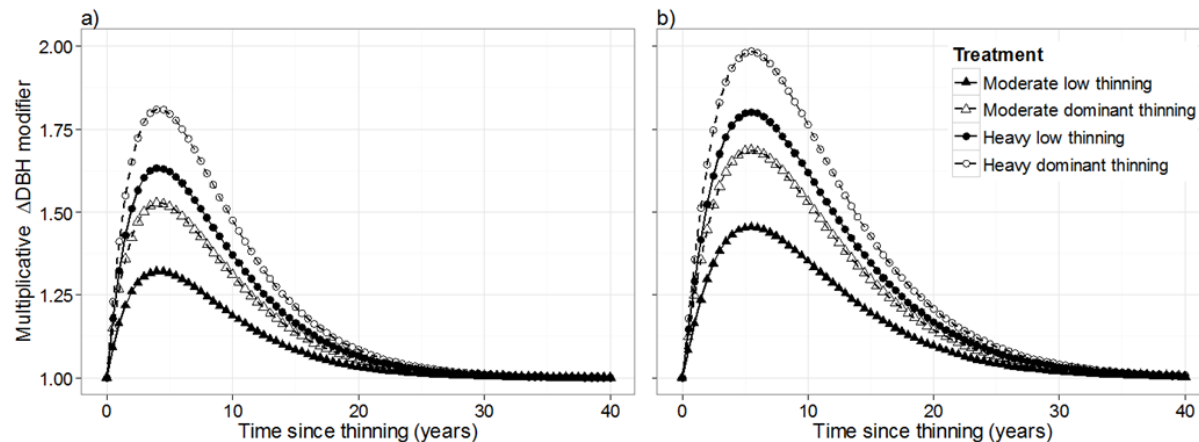 a)
b)
Multiplicative ΔDBH modifier
2.00
1.75
1.50
1.25
1.00
Treatment
Moderate low thinning
Moderate dominant thinning
Heavy low thinning
Heavy dominant thinning
0 10 20 30 40
0 10 20 30 40
Time since thinning (years)
Time since thinning (years)